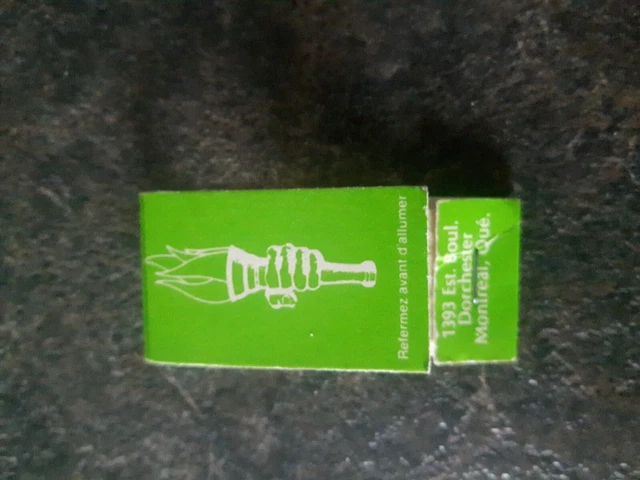 Refermez avant d'allumer
1393 Est. Boul.
Dorchester
Montreal, Qué.